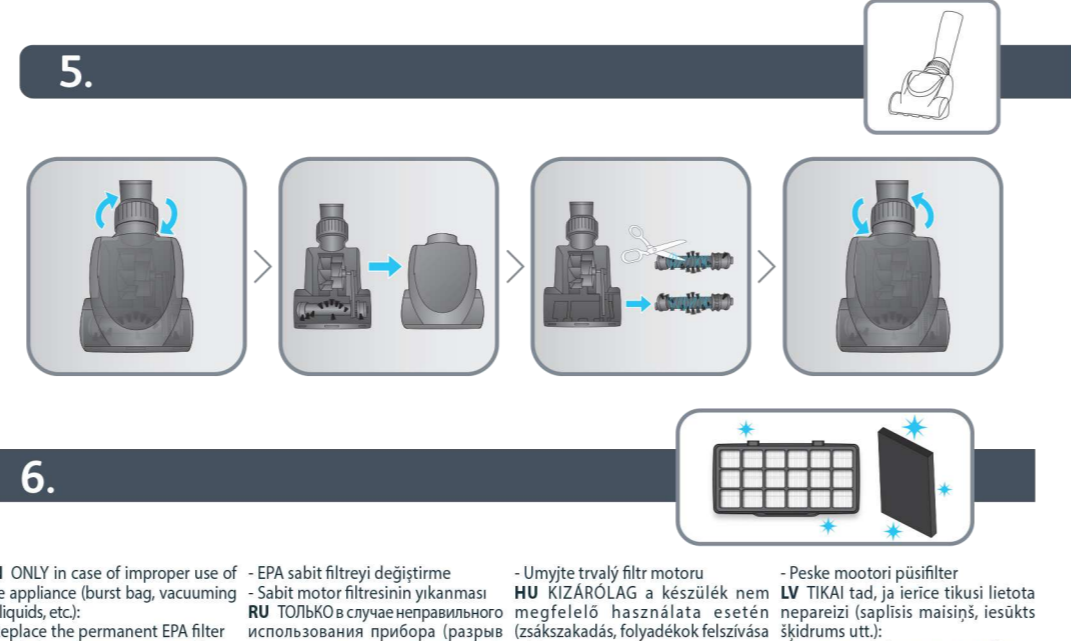 5.
6.
ONLY in case of improper use of
appliance (burst bag, vacuuming
liquids, etc.):
eplace the permanent EPA filter
- EPA sabit filtreyi değiştirme
- Sabit motor filtresinin yıkanması
RU ТОЛЬКО в случае неправильного
использования прибора (разрыв
- Umyjte trvalý filtr motoru
HU KIZÁRÓLAG a készülék nem
megfelelő használata esetén
(zsákszakadás, folyadékok felszívása
- Peske mootori püsifilter
LV TIKAI tad, ja ierīce tikusi lietota
nepareizi (saplīsis maisiņš, iesūkts
šķidrums utt.):